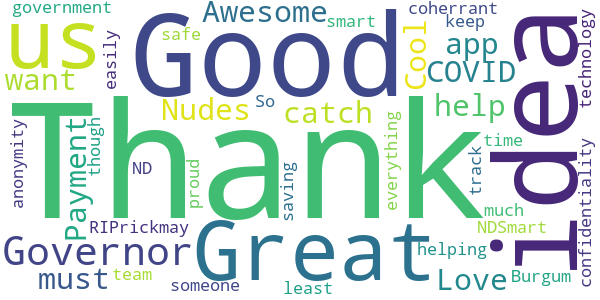 government
us
Good
Awesome
smart
coherrant
keep
idea
technology
easily
safe
want
Cool
app
COVID
Nudes
So
catch
help
Thank
anonymity
Payment
though
ND
proud
saving
everything
track
time
confidentiality
much
RIPrickmay
NDSmart
Governor
Great
helping
must
team
someone
least
Love
Burgum